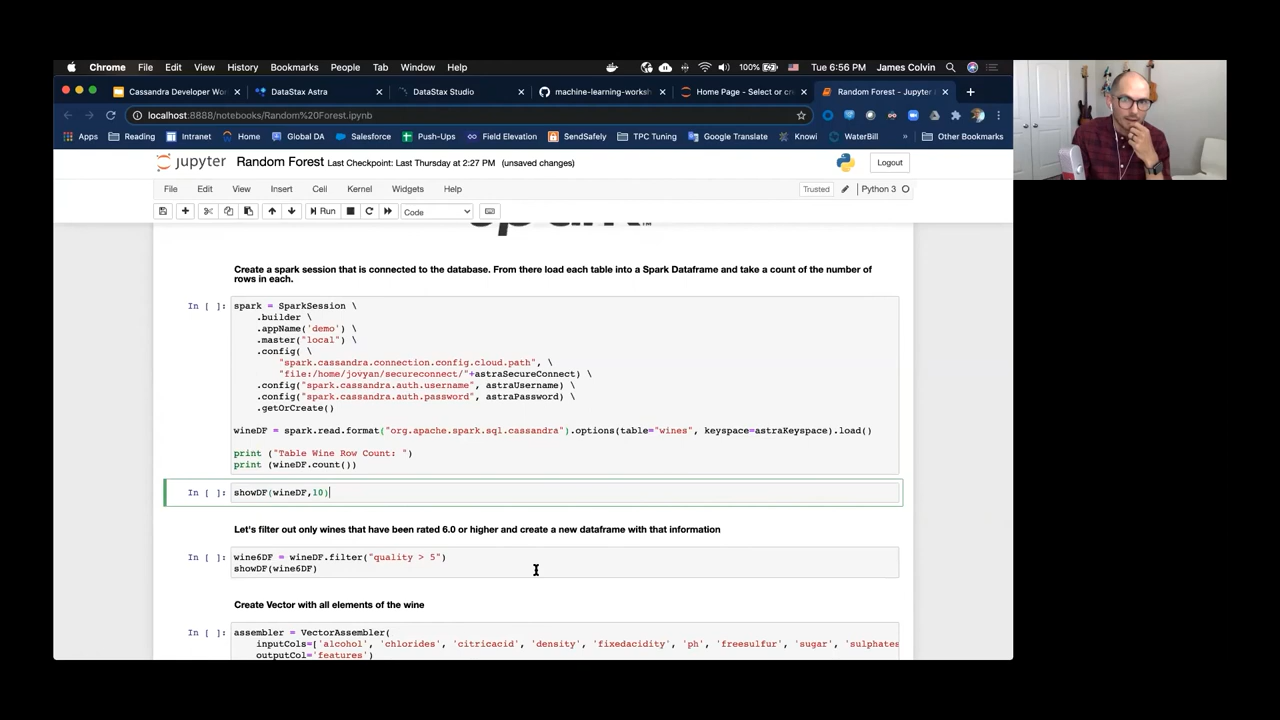 Chrome File Edit View History Bookmarks People Tab Window Help 100% Tue 6:56 PM James Colvin
Cassandra Developer Wor DataStax Astra DataStax Studio machine-learning-worksh Home Page - Select or cre Random Forest - Jupyter
localhost:8888/notebooks/Random%20Forest.ipynb
Apps Reading Intranet Home Global DA Salesforce Push-Ups Field Elevation SendSafely TPC Tuning Google Translate Knowi WaterBill » Other Bookmarks
jupyter Random Forest Last Checkpoint: Last Thursday at 2:27 PM (unsaved changes) Logout
File Edit View Insert Cell Kernel Widgets Help Trusted Python 3
Run Code
Create a spark session that is connected to the database. From there load each table into a Spark Dataframe and take a count of the number of
rows in each.
In [ ]: spark = SparkSession \
.builder \
.appName('demo') \
.master("local") \
.config( \
"spark.cassandra.connection.config.cloud.path", \
"file:/home/jovyan/secureconnect/"+astraSecureConnect) \
.config("spark.cassandra.auth.username", astraUsername) \
.config("spark.cassandra.auth.password", astraPassword) \
.getOrCreate()
wineDF = spark.read.format("org.apache.spark.sql.cassandra").options(table="wines", keyspace=astraKeyspace).load()
print ("Table Wine Row Count: ")
print (wineDF.count())
In [ ]: showDF(wineDF,10)
Let's filter out only wines that have been rated 6.0 or higher and create a new dataframe with that information
In [ ]: wine6DF = wineDF.filter("quality > 5")
showDF(wine6DF)
Create Vector with all elements of the wine
In [ ]: assembler = VectorAssembler(
inputCols=['alcohol', 'chlorides', 'citricacid', 'density', 'fixedacidity', 'ph', 'freesulfur', 'sugar', 'sulphates
outputCol='features')